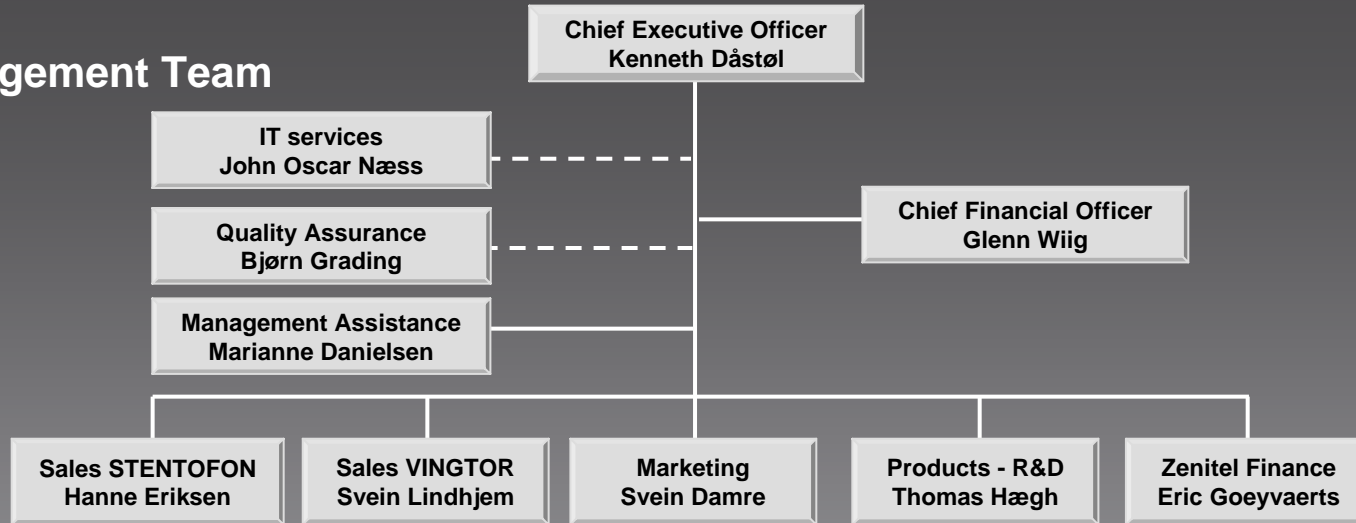 Chief Executive Officer
Kenneth Dåstøl
gement Team
IT services
John Oscar Næss
Chief Financial Officer
Glenn Wiig
Quality Assurance
Bjørn Grading
Management Assistance
Marianne Danielsen
Sales STENTOFON
Hanne Eriksen
Sales VINGTOR
Svein Lindhjem
Marketing
Svein Damre
Products - R&D
Thomas Hægh
Zenitel Finance
Eric Goeyvaerts